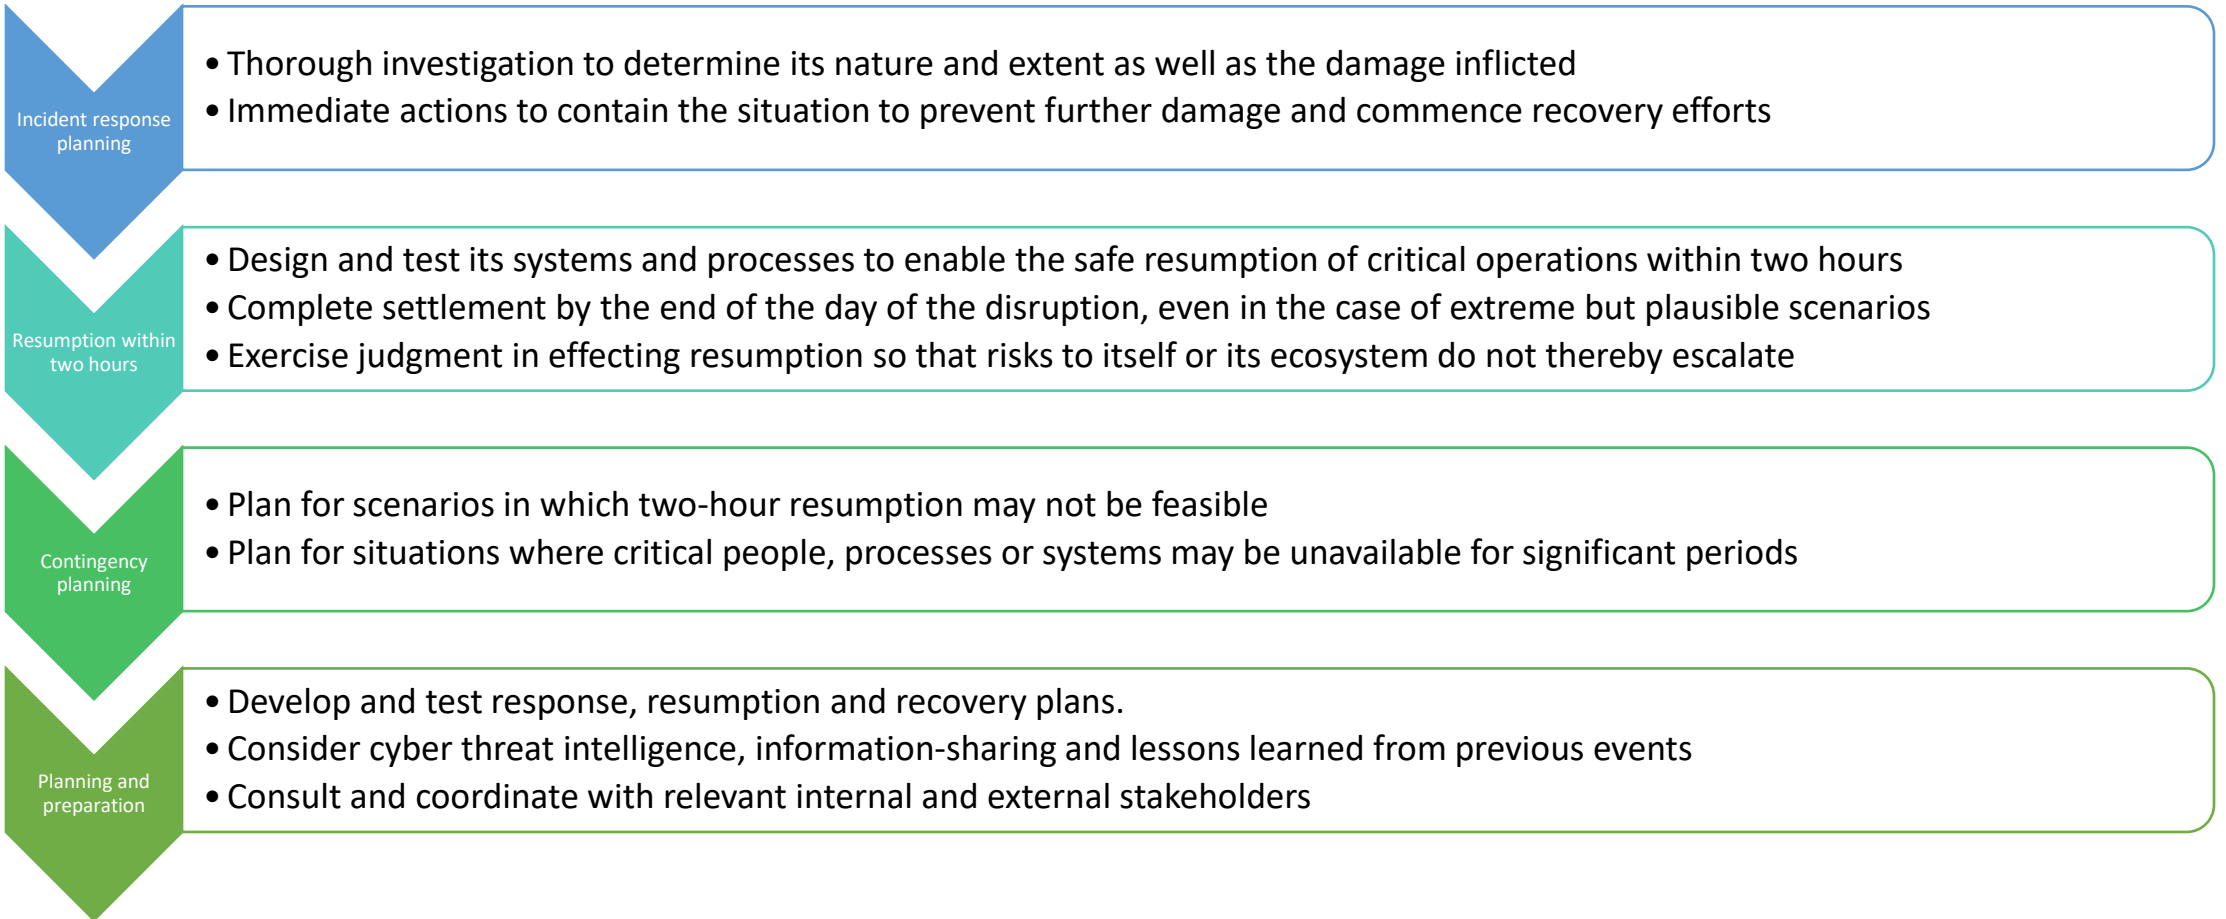 Incident response
planning
• Thorough investigation to determine its nature and extent as well as the damage inflicted
• Immediate actions to contain the situation to prevent further damage and commence recovery efforts
Resumption within
two hours
• Design and test its systems and processes to enable the safe resumption of critical operations within two hours
• Complete settlement by the end of the day of the disruption, even in the case of extreme but plausible scenarios
• Exercise judgment in effecting resumption so that risks to itself or its ecosystem do not thereby escalate
Contingency
planning
• Plan for scenarios in which two-hour resumption may not be feasible
• Plan for situations where critical people, processes or systems may be unavailable for significant periods
Planning and
preparation
• Develop and test response, resumption and recovery plans.
• Consider cyber threat intelligence, information-sharing and lessons learned from previous events
• Consult and coordinate with relevant internal and external stakeholders